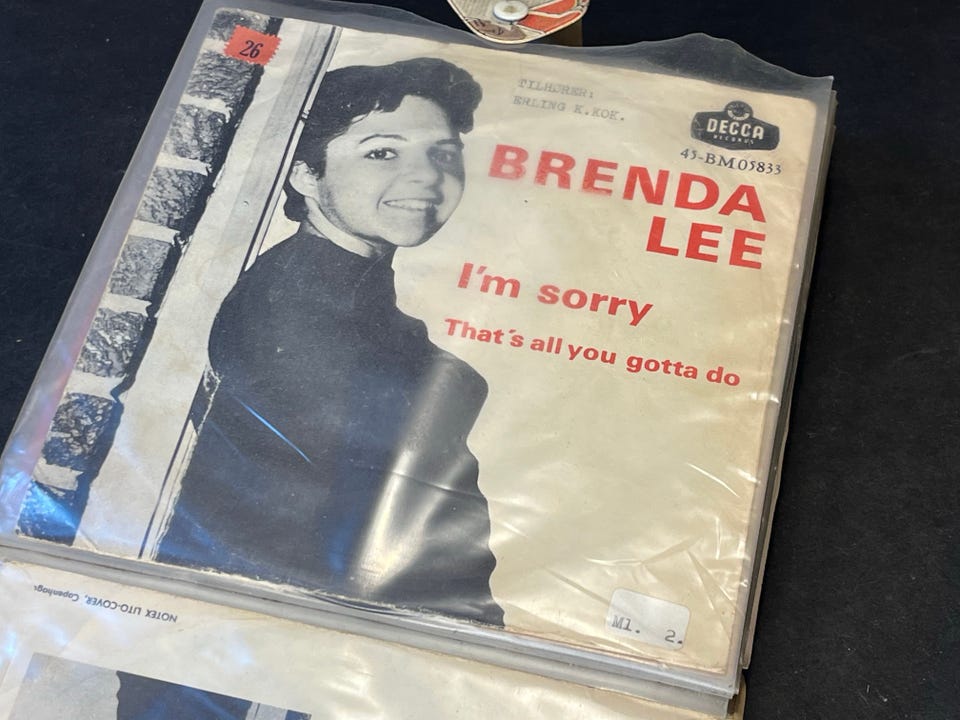 26
TILHØRER:
ERLING K.KOK.
DECCA
RECORDS
45-BM05833
BRENDA
LEE
I'm sorry
That's all you gotta do
M1. 2.
NOTEX LITO-COVER,